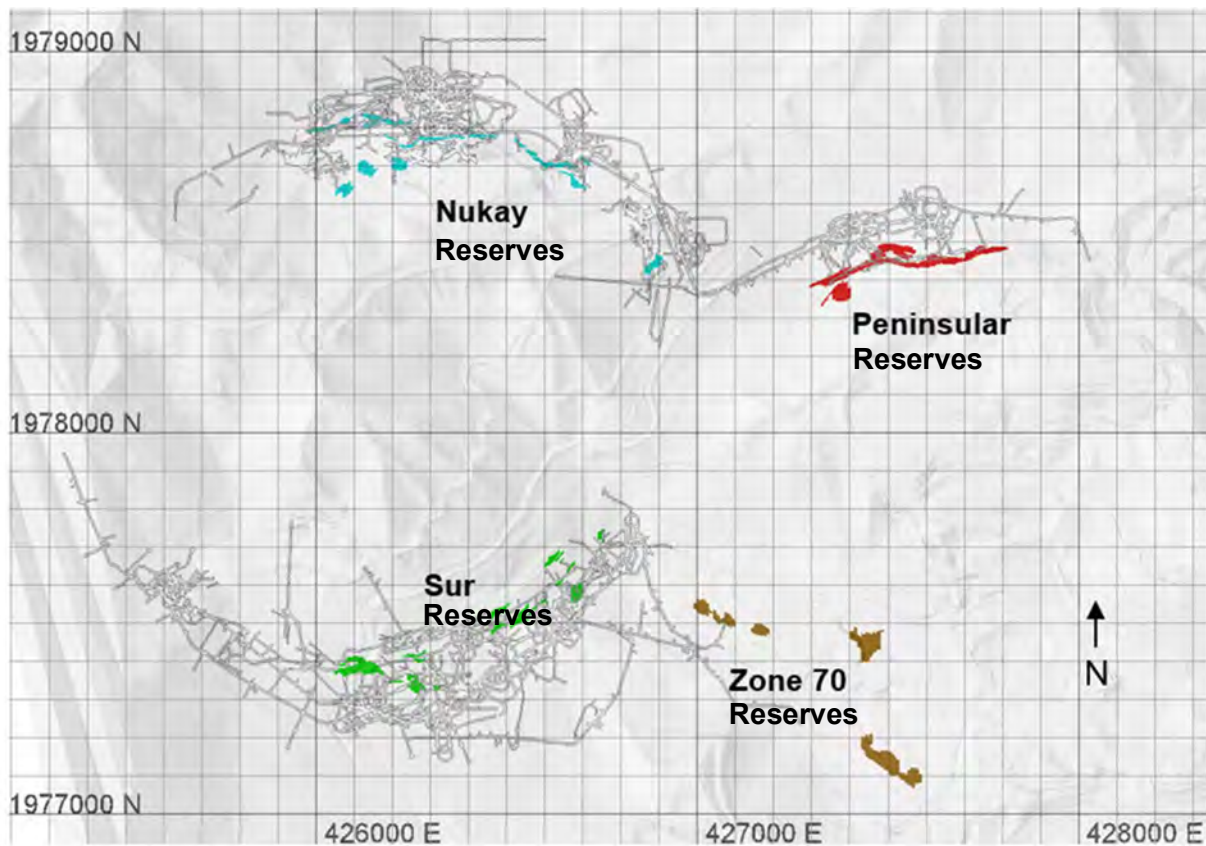 1979000 N
Nukay
Reserves
Peninsular
Reserves
1978000 N
Sur
Reserves
Zone 70
Reserves
N
1977000 N
426000 E
427000 E
428000 E